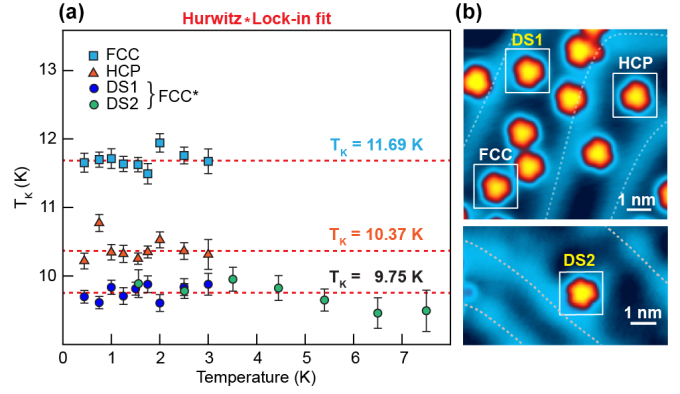 (a)
Hurwitz*Lock-in fit
FCC
HCP
DS1
DS2
} FCC*
13
12
11
10
T_K (K)
T_K = 11.69 K
T_K = 10.37 K
T_K = 9.75 K
0 1 2 3 4 5 6 7
Temperature (K)
(b)
DS1
HCP
FCC
1 nm
DS2
1 nm